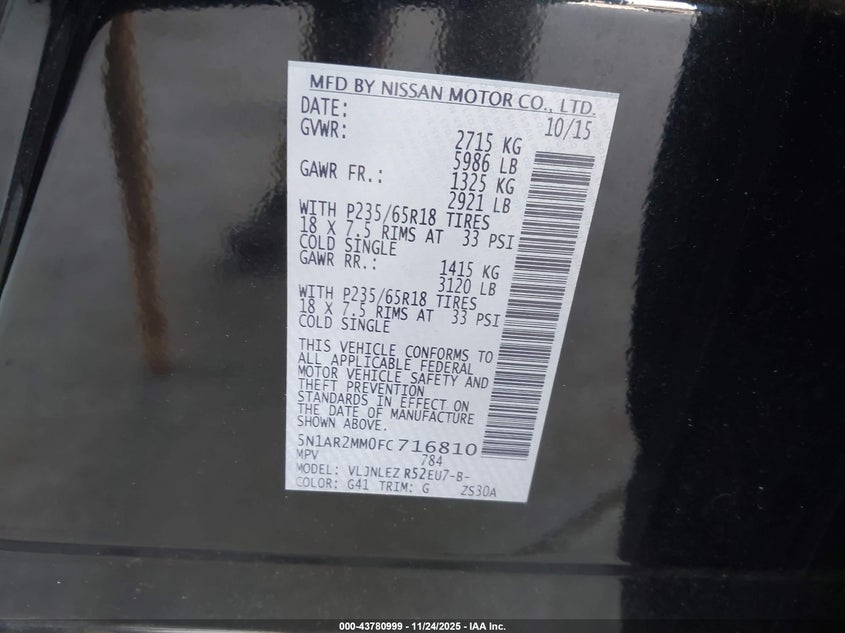 MFD BY NISSAN MOTOR CO., LTD.
DATE: 10/15
GVWR: 2715 KG
5986 LB
GAWR FR.: 1325 KG
2921 LB
WITH P235/65R18 TIRES
18 X 7.5 RIMS AT 33 PSI
COLD SINGLE
GAWR RR.: 1415 KG
3120 LB
WITH P235/65R18 TIRES
18 X 7.5 RIMS AT 33 PSI
COLD SINGLE
THIS VEHICLE CONFORMS TO
ALL APPLICABLE FEDERAL
MOTOR VEHICLE SAFETY AND
THEFT PREVENTION
STANDARDS IN EFFECT ON
THE DATE OF MANUFACTURE
SHOWN ABOVE.
5N1AR2MM0FC716810
MPV 784
MODEL: VLJNLEZ R52EU7-B-
COLOR: G41 TRIM: G ZS30A
000-43780999 — 11/24/2025 — IAA Inc.